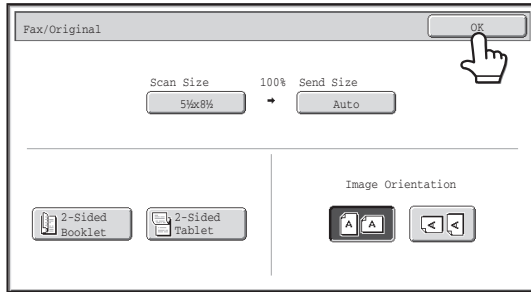 Fax/Original
OK
Scan Size 100% Send Size
5½x8½ Auto
Image Orientation
2-Sided
Booklet
2-Sided
Tablet
A A A A